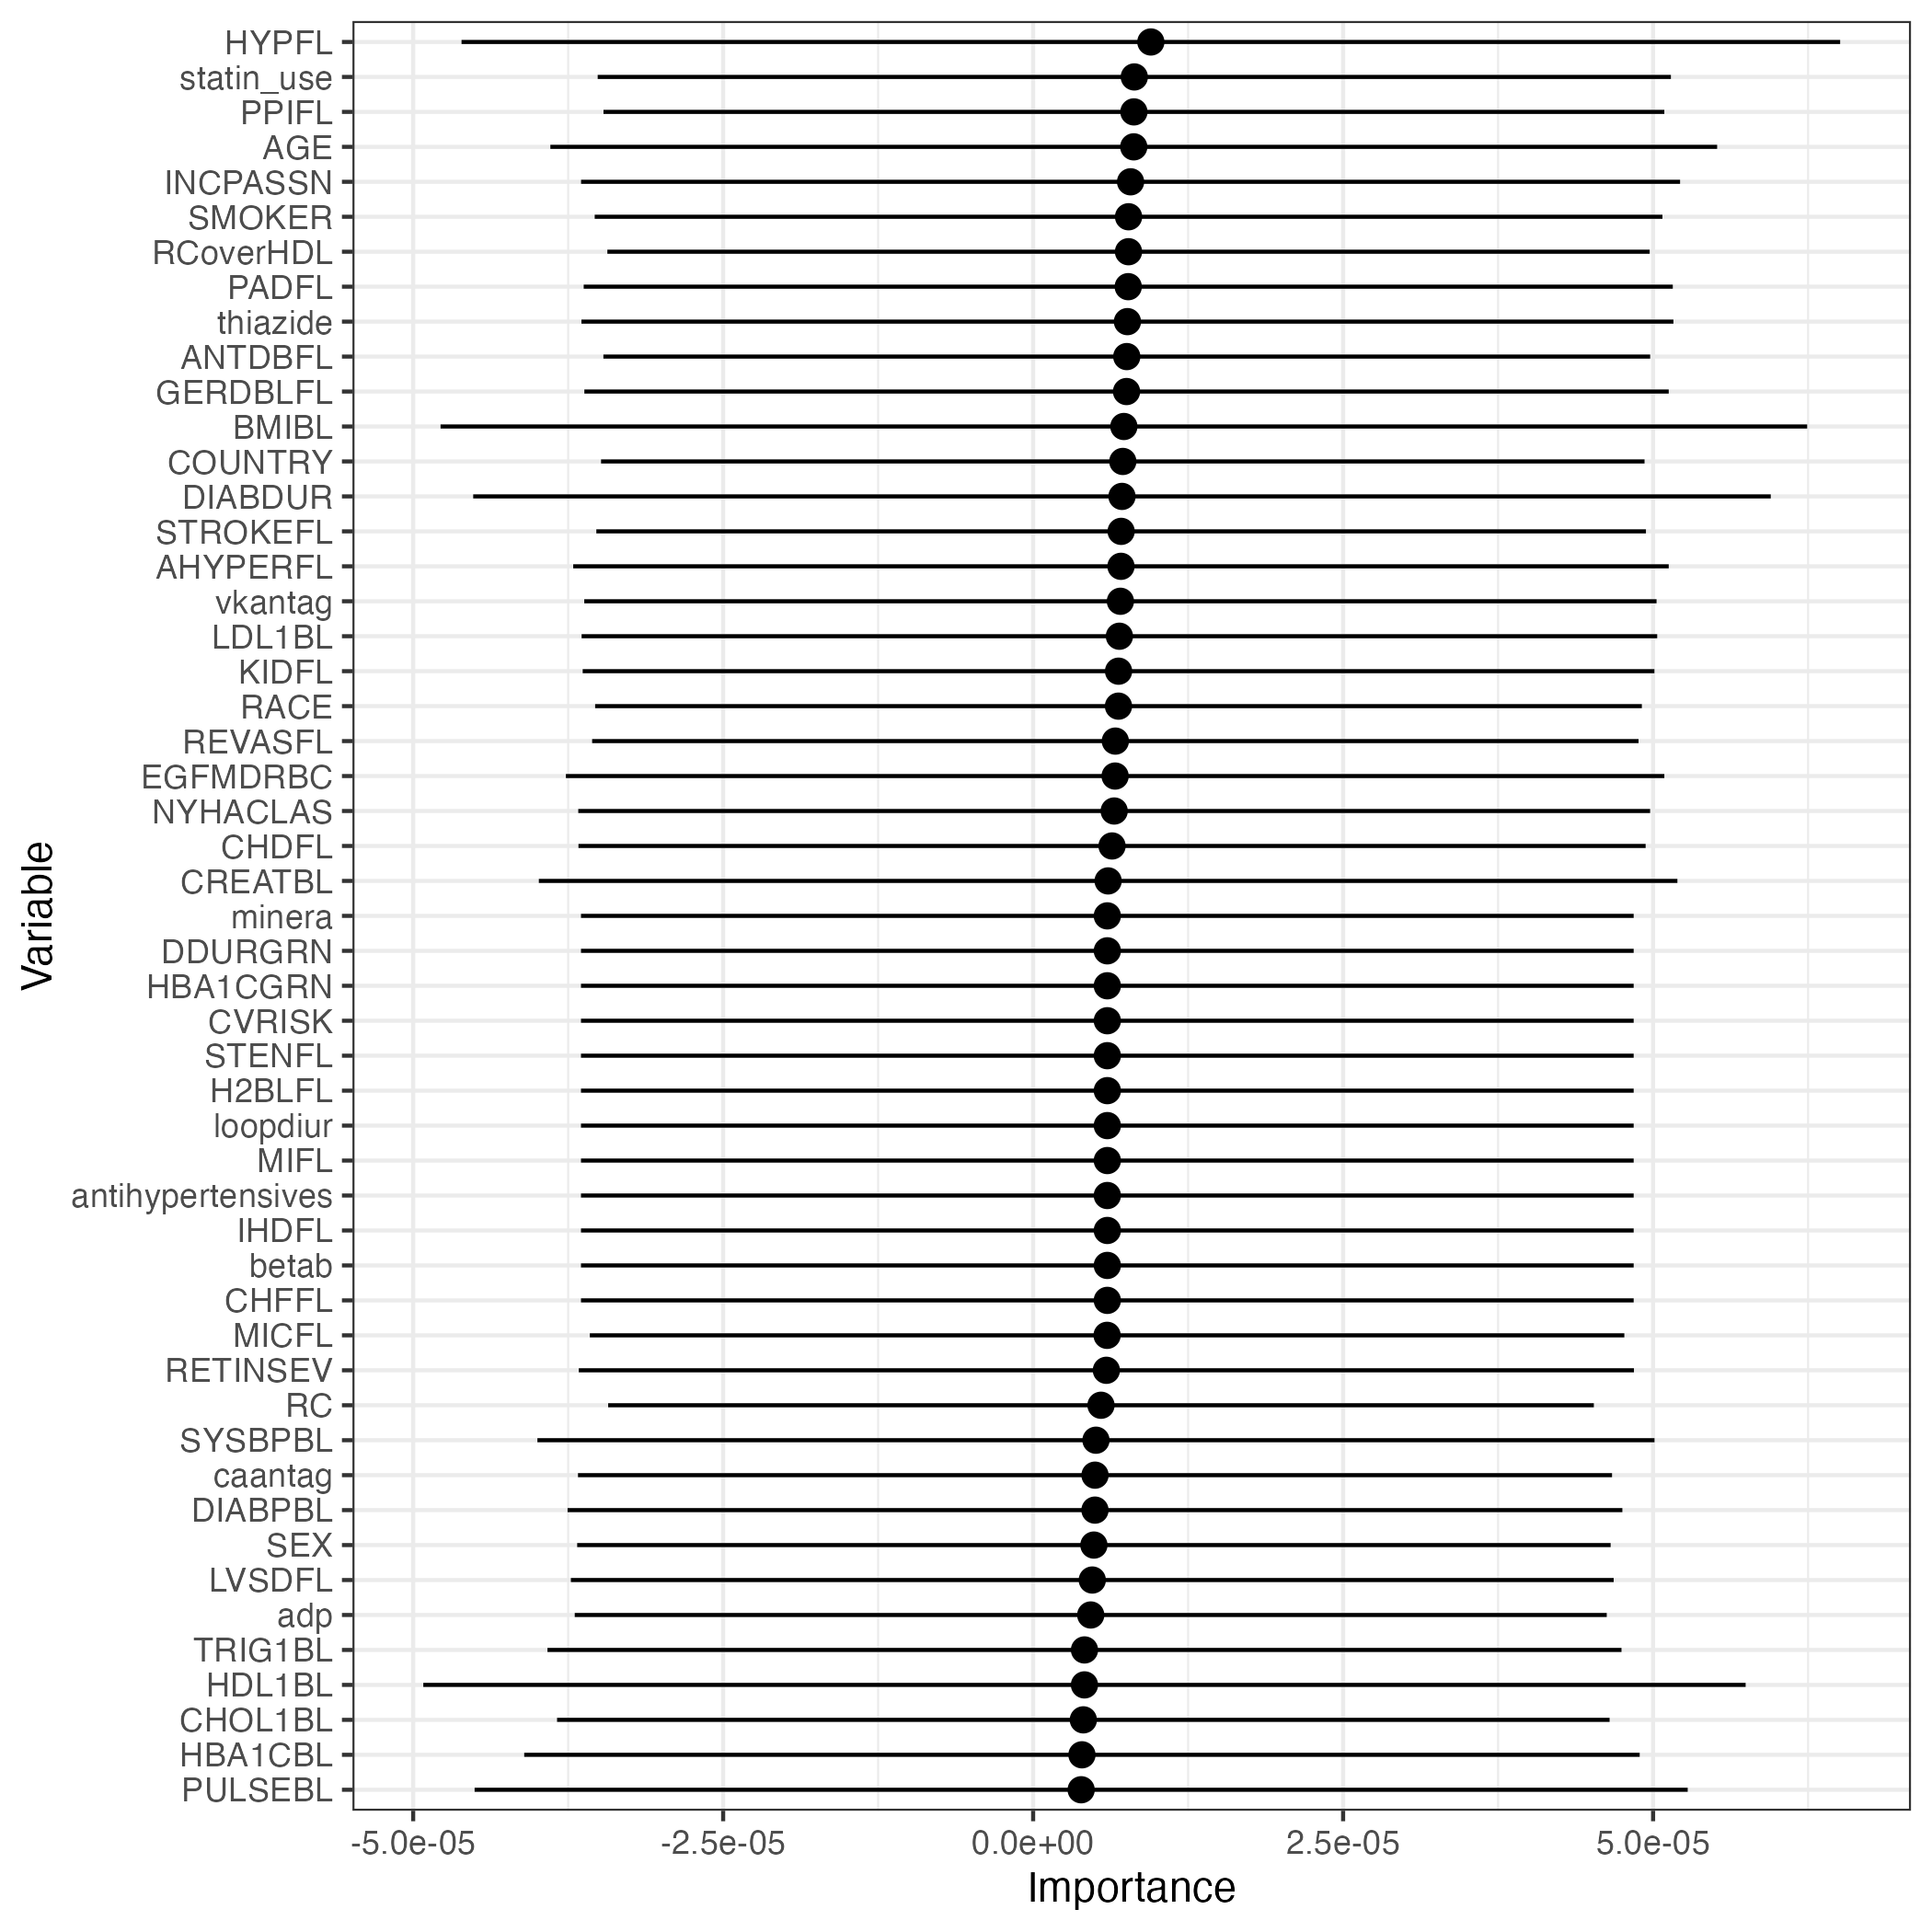 HYPFL
statin_use
PPIFL
AGE
INCPASSN
SMOKER
RCoverHDL
PADFL
thiazide
ANTDBFL
GERDBLFL
BMIBL
COUNTRY
DIABDUR
STROKEFL
AHYPERFL
vkantag
LDL1BL
KIDFL
RACE
REVASFL
EGFMDRBC
NYHACLAS
CHDFL
CREATBL
minera
DDURGRN
HBA1CGRN
CVRISK
STENFL
H2BLFL
loopdiur
MIFL
antihypertensives
IHDFL
betab
CHFFL
MICFL
RETINSEV
RC
SYSBPBL
caantag
DIABPBL
SEX
LVSDFL
adp
TRIG1BL
HDL1BL
CHOL1BL
HBA1CBL
PULSEBL
Variable
-5.0e-05 -2.5e-05 0.0e+00 2.5e-05 5.0e-05
Importance